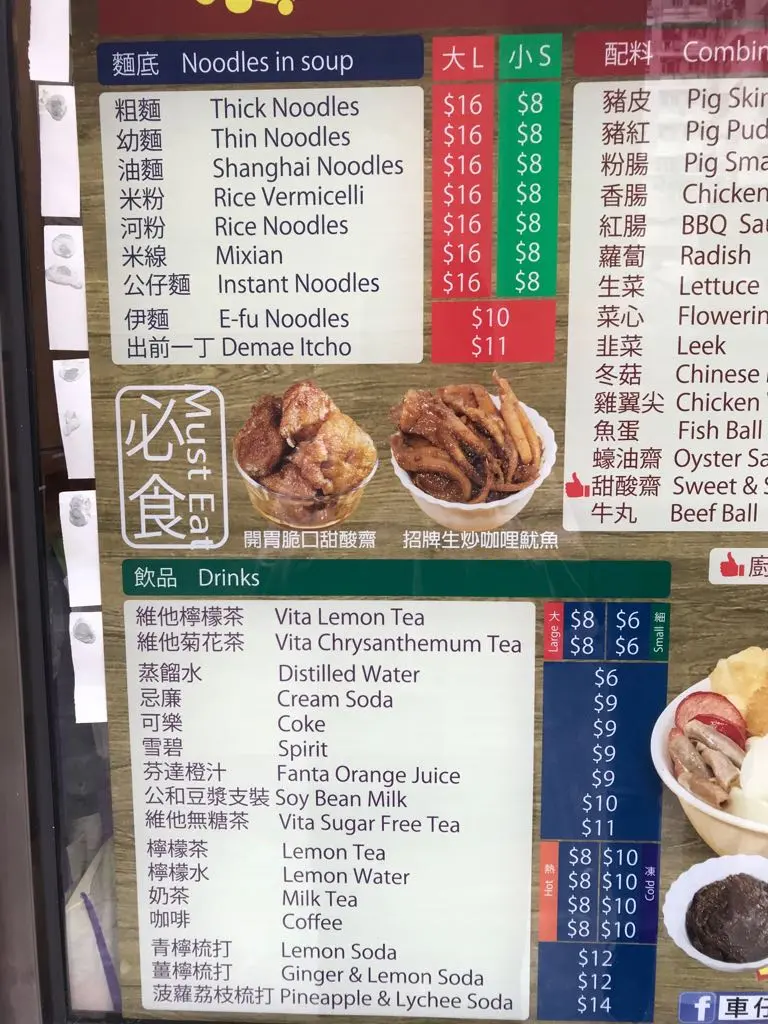 麵底 Noodles in soup 大 L 小 S
粗麵 Thick Noodles $16 $8
幼麵 Thin Noodles $16 $8
油麵 Shanghai Noodles $16 $8
米粉 Rice Vermicelli $16 $8
河粉 Rice Noodles $16 $8
米線 Mixian $16 $8
公仔麵 Instant Noodles $16 $8
伊麵 E-fu Noodles $10
出前一丁 Demae Itcho $11
配料
豬皮 Pig
豬紅 Pig
粉腸 Pig
香腸 Chicken
紅腸 BBQ
蘿蔔 Radish
生菜 Lettuce
菜心
韭菜 Leek
冬菇 Chinese
雞翼尖 Chicken
魚蛋 Fish Ball
蠔油齋 Oyster
甜酸齋 Sweet &
牛丸 Beef Ball
必食 Must Eat
開胃脆口甜酸齋
招牌生炒咖哩魷魚
廚
飲品 Drinks
大 Large 細 Small
維他檸檬茶 Vita Lemon Tea $8 $6
維他菊花茶 Vita Chrysanthemum Tea $8 $6
蒸餾水 Distilled Water $6
忌廉 Cream Soda $9
可樂 Coke $9
雪碧 Spirit $9
芬達橙汁 Fanta Orange Juice $9
公和豆漿支裝 Soy Bean Milk $10
維他無糖茶 Vita Sugar Free Tea $11
熱 Hot 凍 Cold
檸檬茶 Lemon Tea $8 $10
檸檬水 Lemon Water $8 $10
奶茶 Milk Tea $8 $10
咖啡 Coffee $8 $10
青檸梳打 Lemon Soda $12
薑檸梳打 Ginger & Lemon Soda $12
菠蘿荔枝梳打 Pineapple & Lychee Soda $14
f 車仔